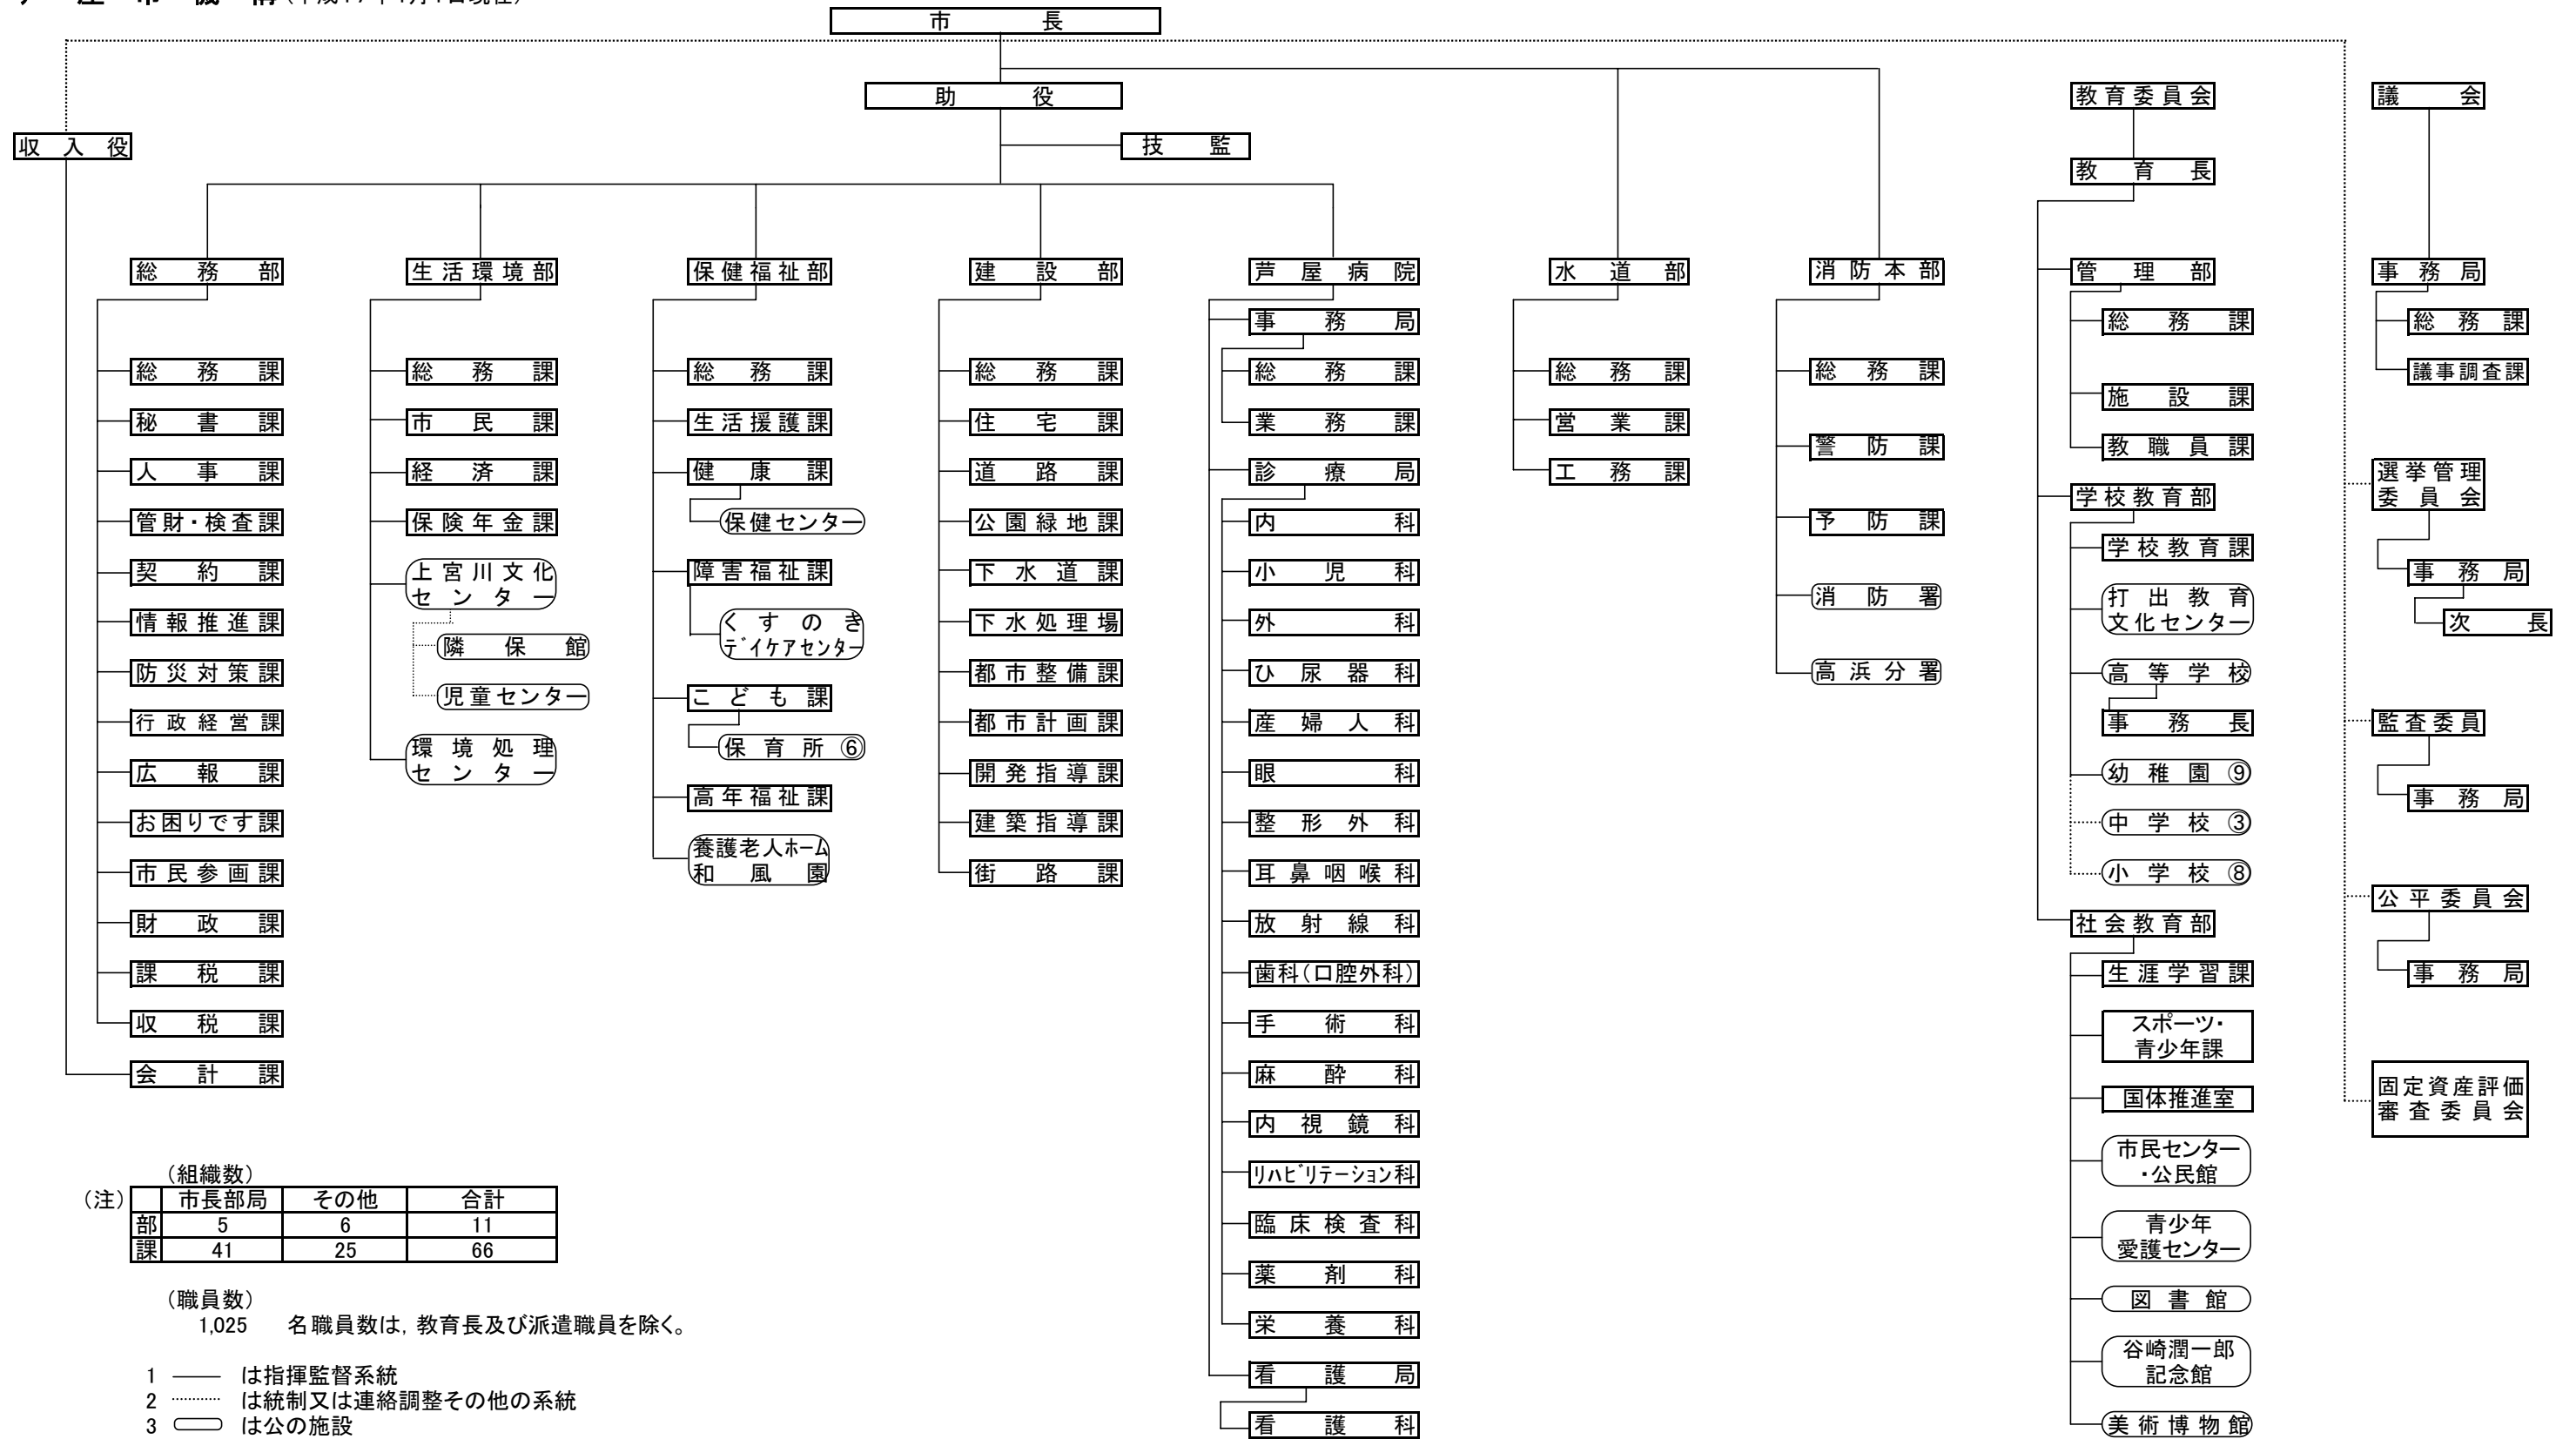 屋 市 機 構
市長
助役
教育委員会
議会
収入役
技監
教育長
総務部
生活環境部
保健福祉部
建設部
芦屋病院
水道部
消防本部
管理部
事務局
総務課
秘書課
人事課
管財・検査課
契約課
情報推進課
防災対策課
行政経営課
広報課
お困りです課
市民参画課
財政課
課税課
収税課
会計課
総務課
市民課
経済課
保険年金課
上宮川文化
センター
隣保館
児童センター
環境処理
センター
総務課
生活援護課
健康課
保健センター
障害福祉課
くすのき
デイケアセンター
こども課
保育所⑥
高年福祉課
養護老人ホーム
和風園
総務課
住宅課
道路課
公園緑地課
下水道課
下水処理場
都市整備課
都市計画課
開発指導課
建築指導課
街路課
事務局
総務課
業務課
診療局
内科
小児科
外科
ひ尿器科
産婦人科
眼科
整形外科
耳鼻咽喉科
放射線科
歯科(口腔外科)
手術科
麻酔科
内視鏡科
リハビリテーション科
臨床検査科
薬剤科
栄養科
看護局
看護科
総務課
営業課
工務課
総務課
警防課
予防課
消防署
高浜分署
総務課
施設課
教職員課
学校教育部
学校教育課
打出教育
文化センター
高等学校
事務長
幼稚園⑨
中学校③
小学校⑧
社会教育部
生涯学習課
スポーツ・
青少年課
国体推進室
市民センター
・公民館
青少年
愛護センター
図書館
谷崎潤一郎
記念館
美術博物館
総務課
議事調査課
選挙管理
委員会
事務局
次長
監査委員
事務局
公平委員会
事務局
固定資産評価
審査委員会
(組織数)
(注) 市長部局 その他 合計
部 5 6 11
課 41 25 66
(職員数)
1,025 名職員数は,教育長及び派遣職員を除く。
1 は指揮監督系統
2 は統制又は連絡調整その他の系統
3 は公の施設